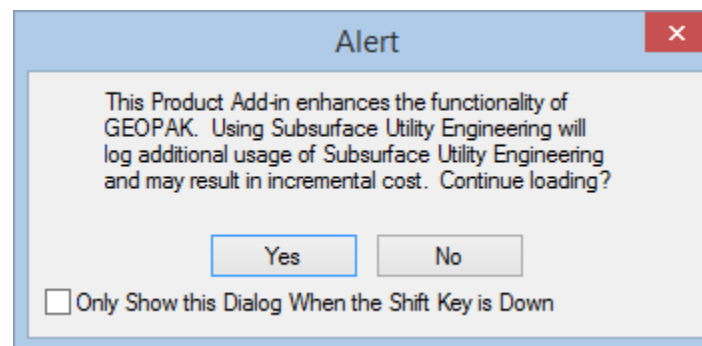 Alert
This Product Add-in enhances the functionality of
GEOPAK.  Using Subsurface Utility Engineering will
log additional usage of Subsurface Utility Engineering
and may result in incremental cost.  Continue loading?
Yes
No
Only Show this Dialog When the Shift Key is Down